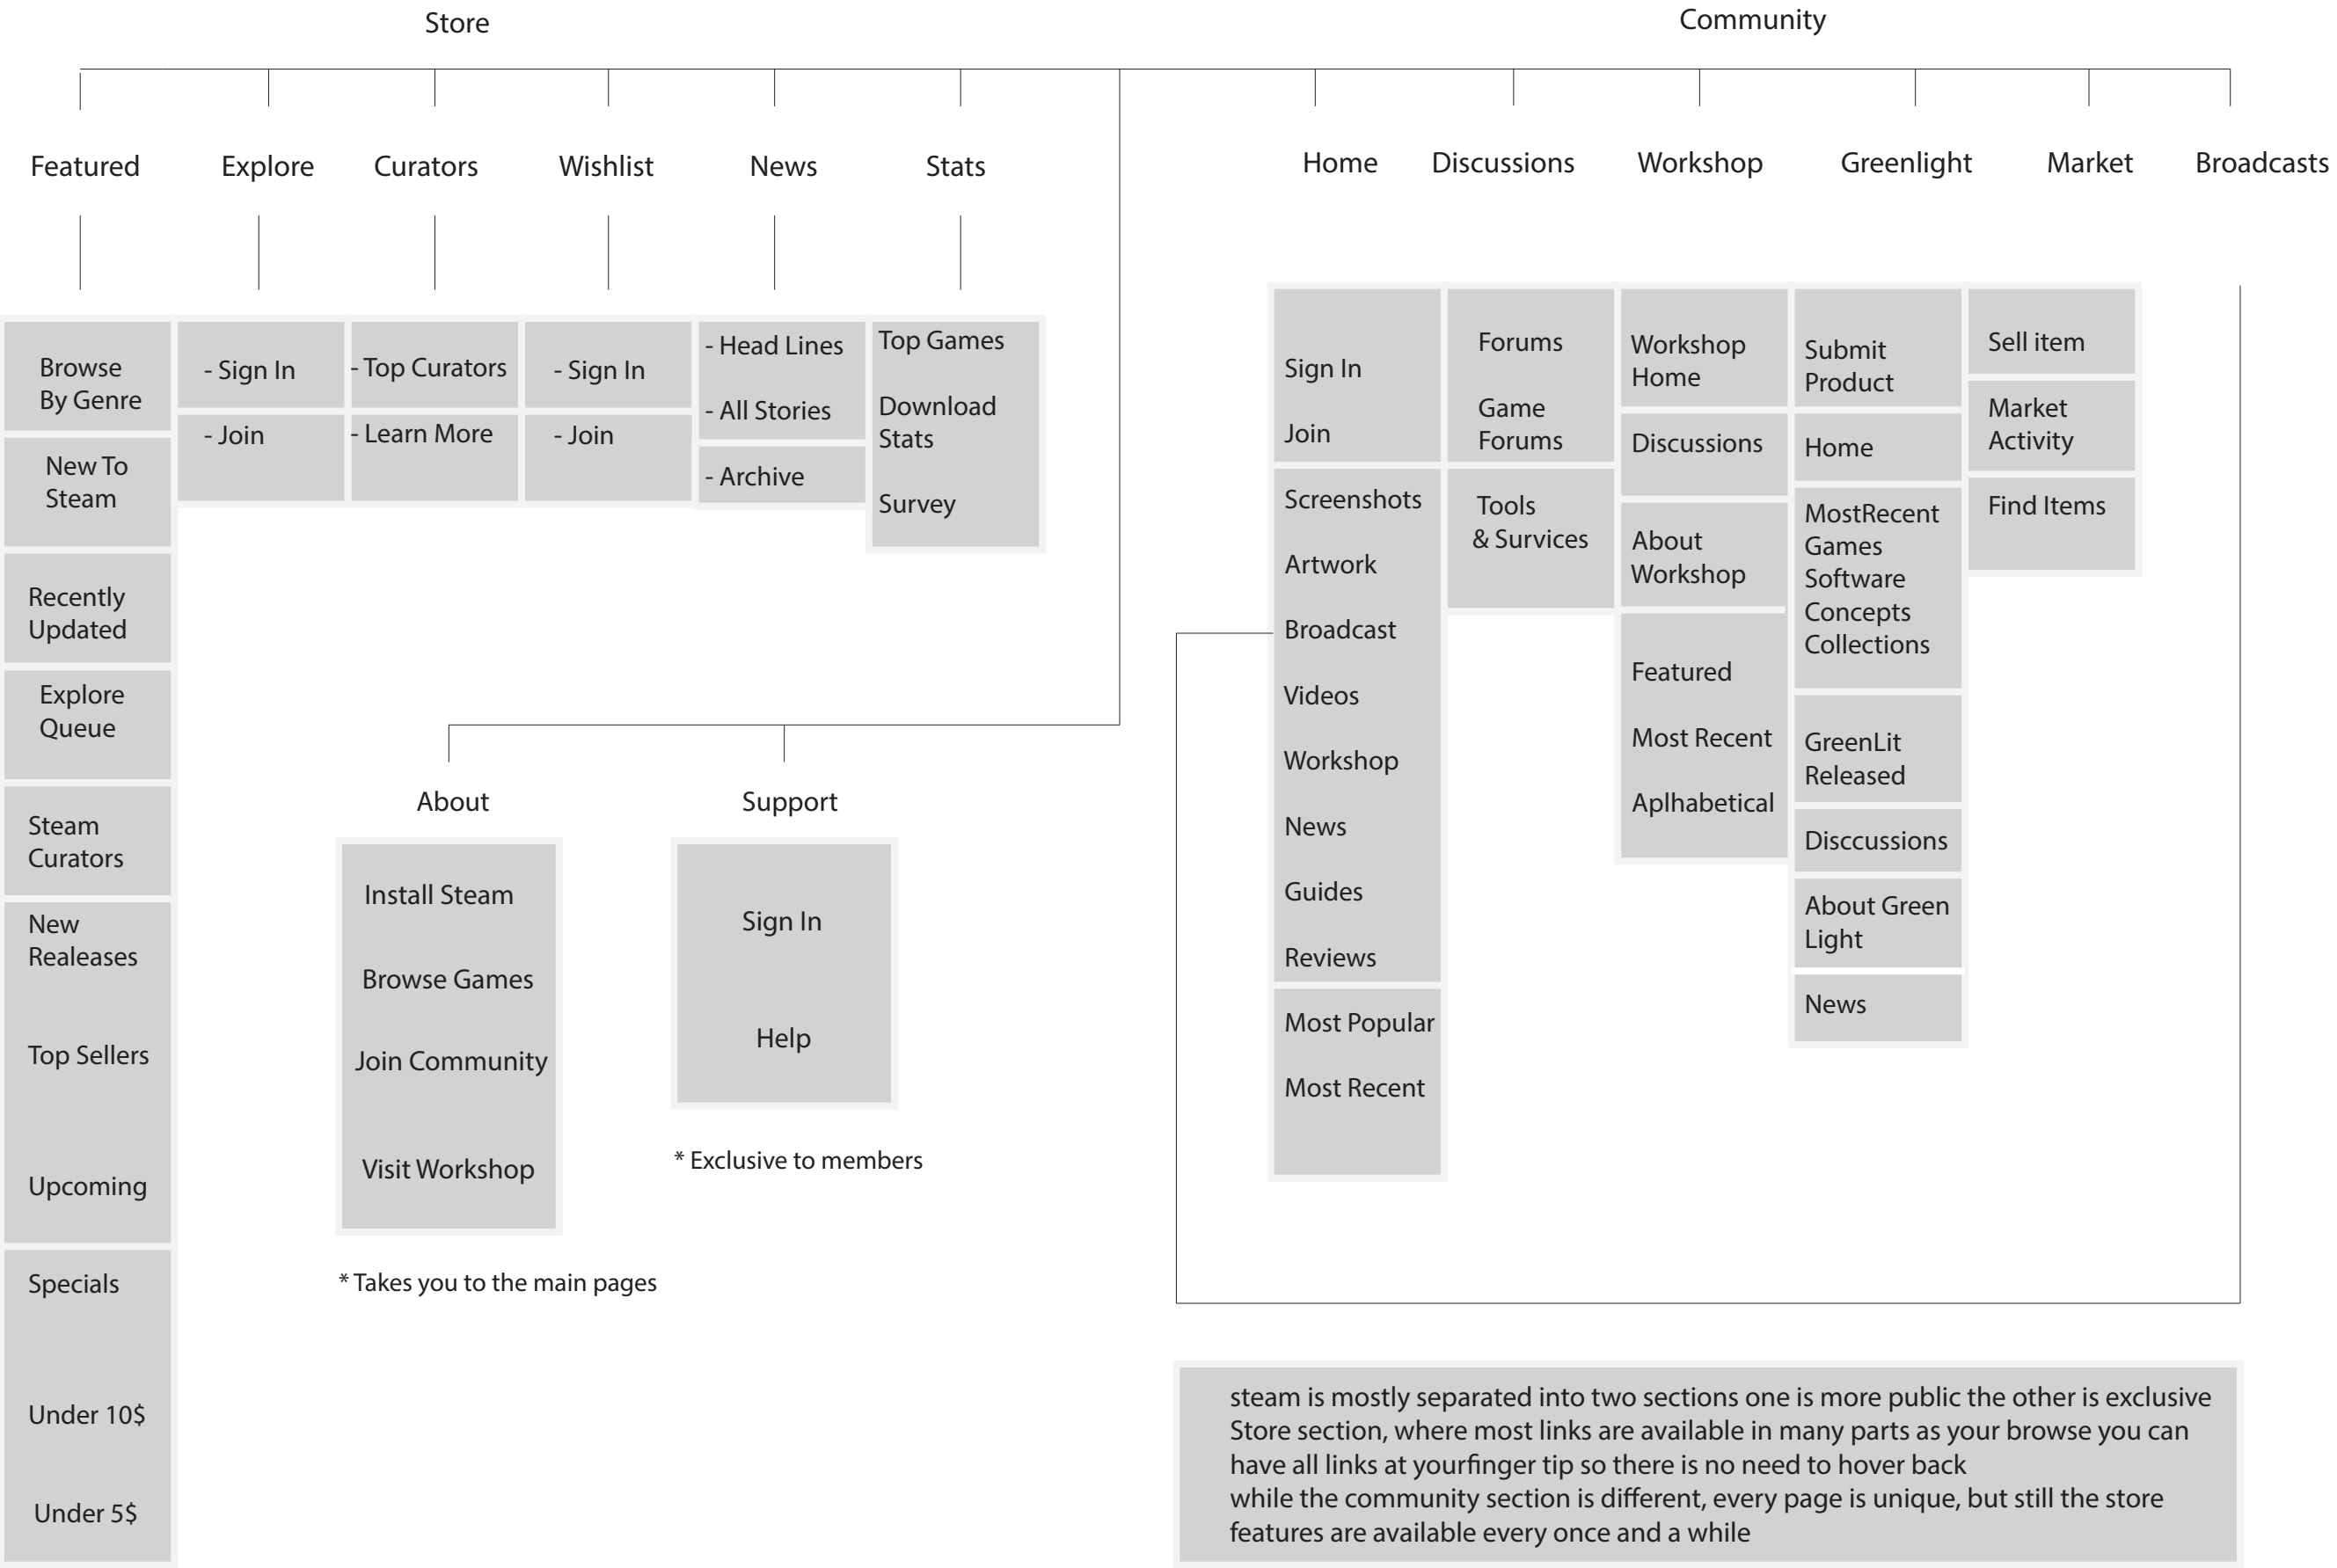 Store
Community
Featured
Explore
Curators
Wishlist
News
Stats
Home
Discussions
Workshop
Greenlight
Market
Broadcasts
Browse
By Genre
New To
Steam
Recently
Updated
Explore
Queue
Steam
Curators
New
Realeases
Top Sellers
Upcoming
Specials
Under 10$
Under 5$
- Sign In
- Join
- Top Curators
- Learn More
- Sign In
- Join
- Head Lines
- All Stories
- Archive
Top Games
Download
Stats
Survey
About
Install Steam
Browse Games
Join Community
Visit Workshop
* Takes you to the main pages
Support
Sign In
Help
* Exclusive to members
Sign In
Join
Screenshots
Artwork
Broadcast
Videos
Workshop
News
Guides
Reviews
Most Popular
Most Recent
Forums
Game
Forums
Tools
& Survices
Workshop
Home
Discussions
About
Workshop
Featured
Most Recent
Aplhabetical
Submit
Product
Home
MostRecent
Games
Software
Concepts
Collections
GreenLit
Released
Disccussions
About Green
Light
News
Sell item
Market
Activity
Find Items
steam is mostly separated into two sections one is more public the other is exclusive
Store section, where most links are available in many parts as your browse you can
have all links at yourfinger tip so there is no need to hover back
while the community section is different, every page is unique, but still the store
features are available every once and a while